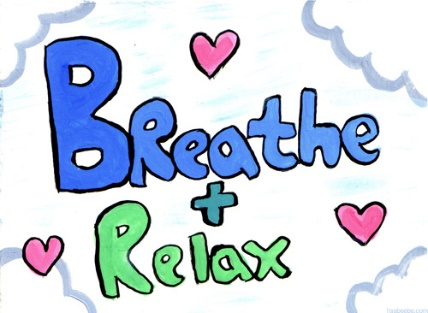 BReathe
+
Relax